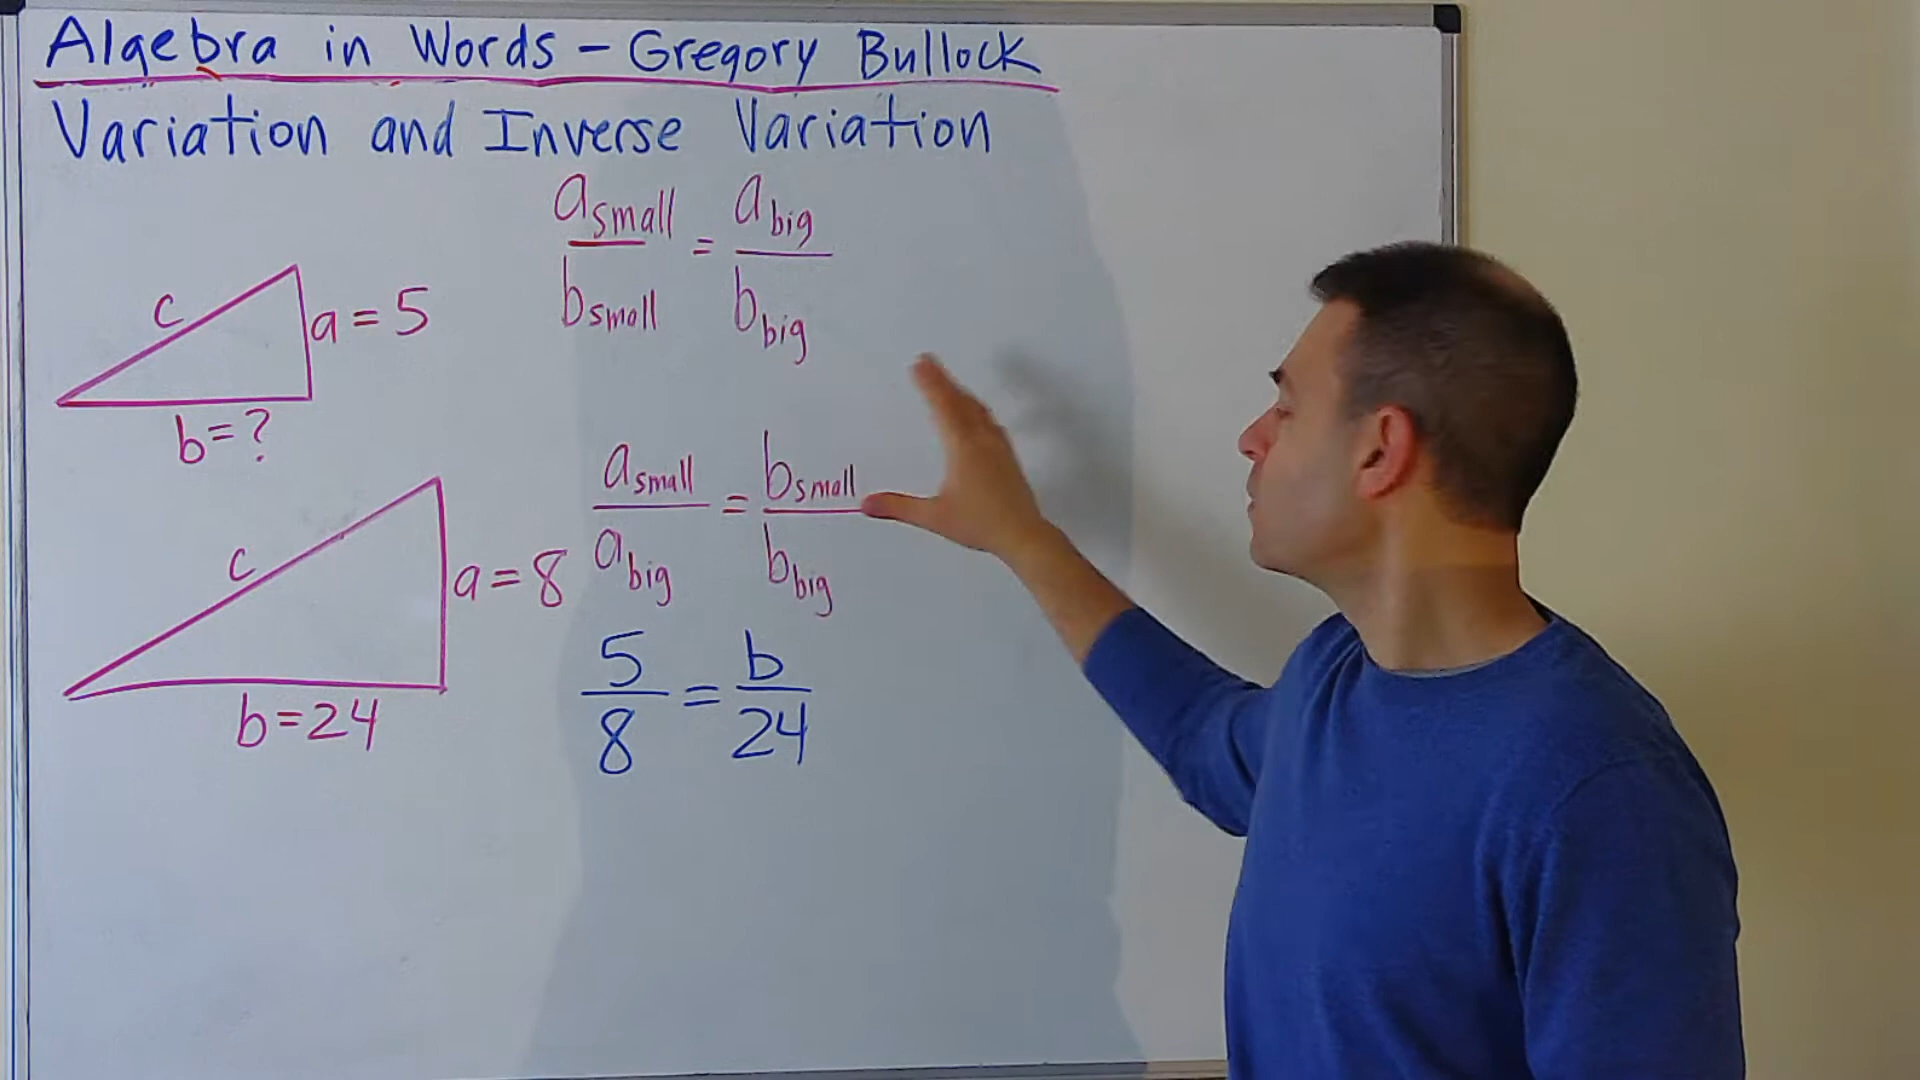 Algebra in Words - Gregory Bullock
Variation and Inverse Variation
a small / b small = a big / b big
c
a = 5
b = ?
a small / a big = b small / b big
c
a = 8
b = 24
5/8 = b/24